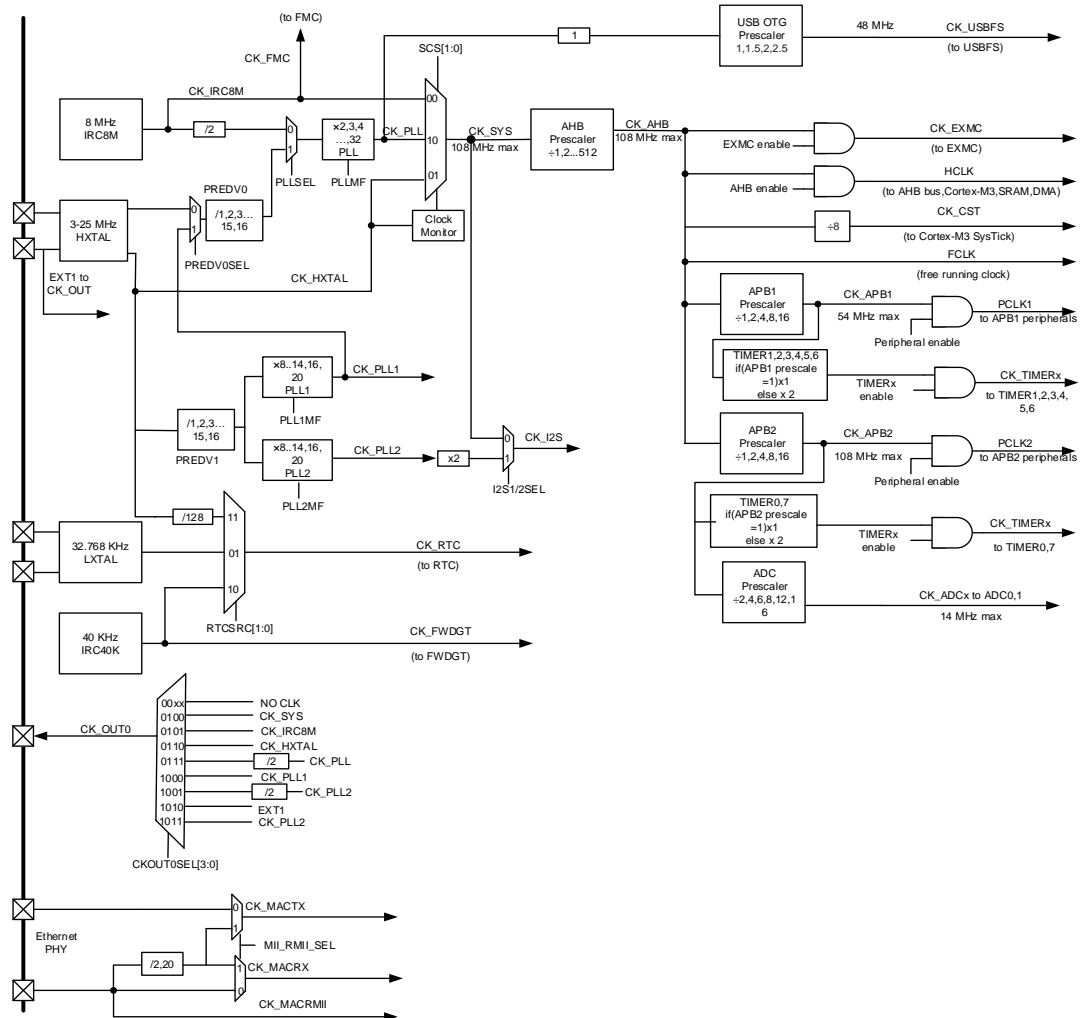 (to FMC)
CK_FMC
SCS[1:0]
1
USB OTG
Prescaler
1,1.5,2,2.5
48 MHz
CK_USBFS
(to USBFS)
8 MHz
IRC8M
CK_IRC8M
/2
0
1
PLLSEL
×2,3,4
…,32
PLL
PLLMF
CK_PLL
00
10
01
CK_SYS
108 MHz max
AHB
Prescaler
÷1,2...512
CK_AHB
108 MHz max
EXMC enable
CK_EXMC
(to EXMC)
AHB enable
HCLK
(to AHB bus,Cortex-M3,SRAM,DMA)
÷8
CK_CST
(to Cortex-M3 SysTick)
FCLK
(free running clock)
3-25 MHz
HXTAL
EXT1 to
CK_OUT
PREDV0
0
1
/1,2,3…
15,16
PREDV0SEL
Clock
Monitor
CK_HXTAL
APB1
Prescaler
÷1,2,4,8,16
CK_APB1
54 MHz max
Peripheral enable
PCLK1
to APB1 peripherals
TIMER1,2,3,4,5,6
if(APB1 prescale
=1)x1
else x 2
TIMERx
enable
CK_TIMERx
to TIMER1,2,3,4,
5,6
×8..14,16,
20
PLL1
CK_PLL1
PLL1MF
/1,2,3…
15,16
PREDV1
×8..14,16,
20
PLL2
CK_PLL2
PLL2MF
x2
0
1
CK_I2S
I2S1/2SEL
APB2
Prescaler
÷1,2,4,8,16
CK_APB2
108 MHz max
Peripheral enable
PCLK2
to APB2 peripherals
TIMER0,7
if(APB2 prescale
=1)x1
else x 2
TIMERx
enable
CK_TIMERx
to TIMER0,7
ADC
Prescaler
÷2,4,6,8,12,1
6
CK_ADCx to ADC0,1
14 MHz max
/128
11
01
10
32.768 KHz
LXTAL
CK_RTC
(to RTC)
RTCSRC[1:0]
40 KHz
IRC40K
CK_FWDGT
(to FWDGT)
CK_OUT0
00xx NO CLK
0100 CK_SYS
0101 CK_IRC8M
0110 CK_HXTAL
0111 /2 CK_PLL
1000 CK_PLL1
1001 /2 CK_PLL2
1010 EXT1
1011 CK_PLL2
CKOUT0SEL[3:0]
Ethernet
PHY
0
1
CK_MACTX
MII_RMII_SEL
/2,20
1
0
CK_MACRX
CK_MACRMII